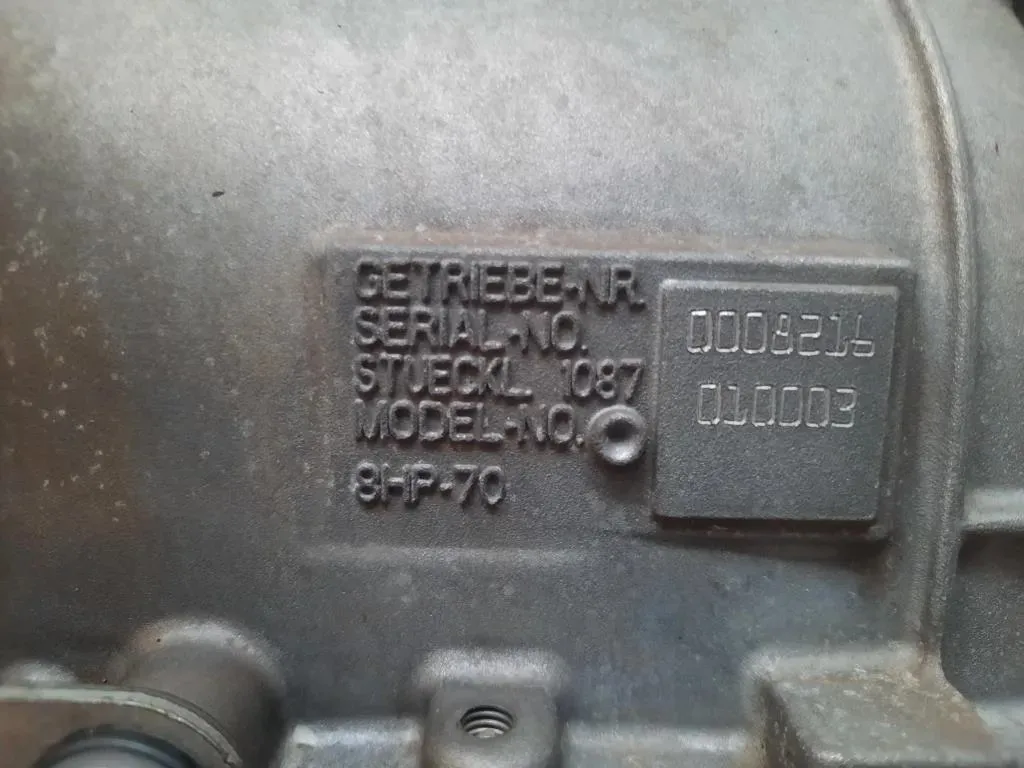 GETRIEBE-NR.
SERIAL-NO. 0008216
STUECKL. 1087
MODEL-NO. 010003
8HP-70